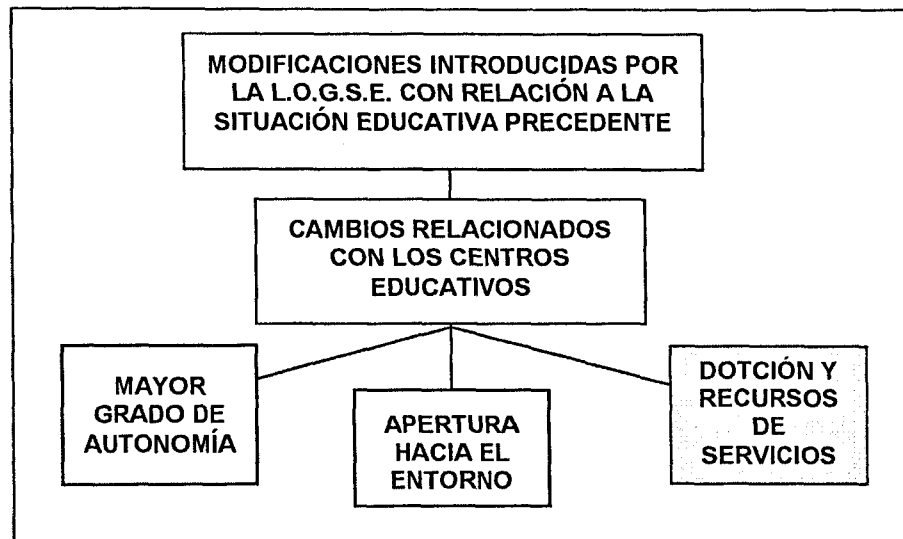 MODIFICACIONES INTRODUCIDAS POR
LA L.O.G.S.E. CON RELACIÓN A LA
SITUACIÓN EDUCATIVA PRECEDENTE
CAMBIOS RELACIONADOS
CON LOS CENTROS
EDUCATIVOS
MAYOR
GRADO DE
AUTONOMÍA
APERTURA
HACIA EL
ENTORNO
DOTCIÓN Y
RECURSOS
DE
SERVICIOS